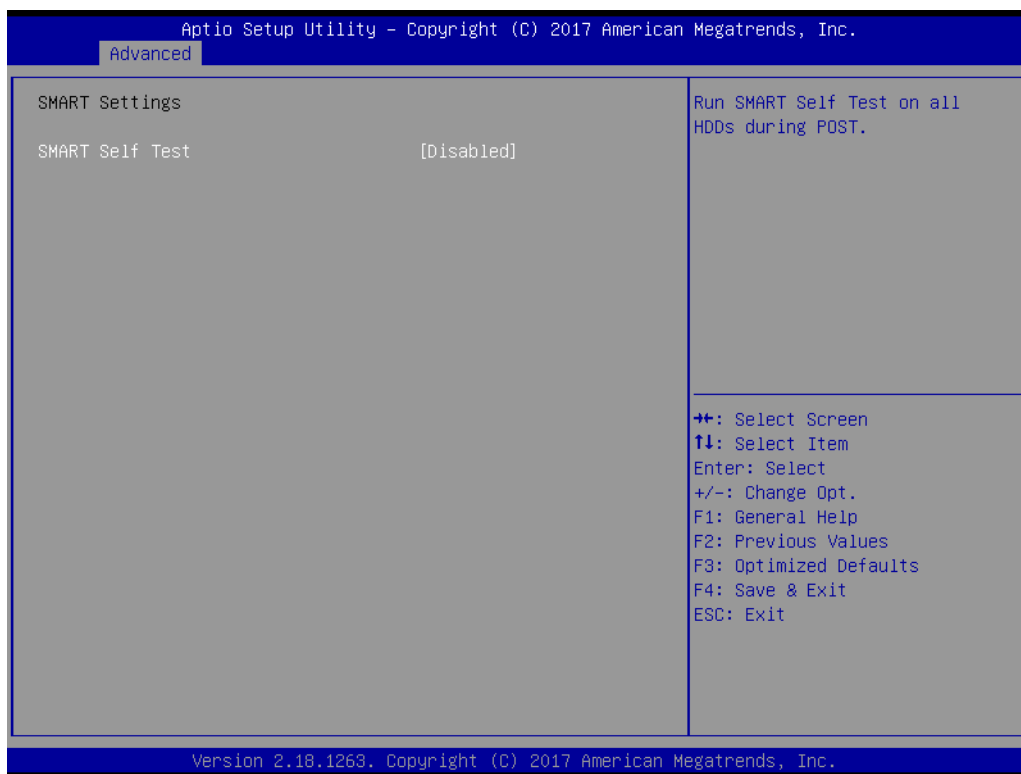 Aptio Setup Utility – Copyright (C) 2017 American Megatrends, Inc.
Advanced
SMART Settings
SMART Self Test [Disabled]
Run SMART Self Test on all
HDDs during POST.
→←: Select Screen
↑↓: Select Item
Enter: Select
+/-: Change Opt.
F1: General Help
F2: Previous Values
F3: Optimized Defaults
F4: Save & Exit
ESC: Exit
Version 2.18.1263. Copyright (C) 2017 American Megatrends, Inc.